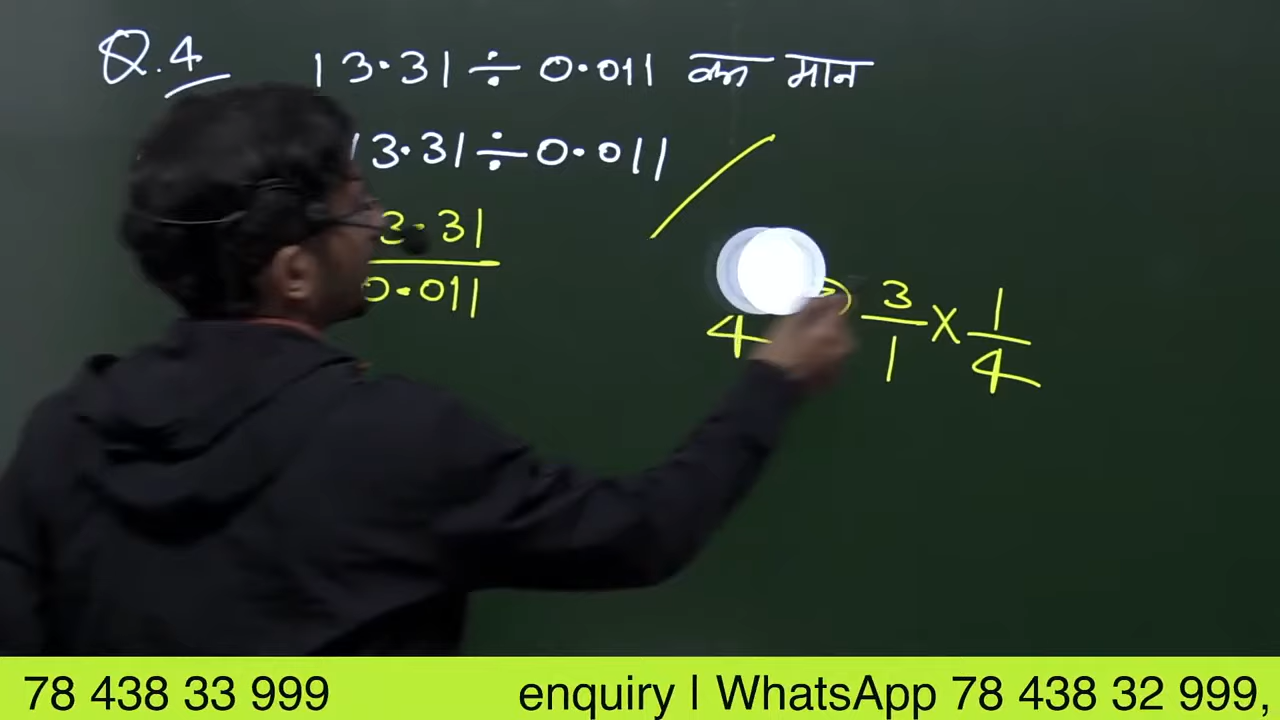 Q.4 13.31 ÷ 0.011 का मान
13.31 ÷ 0.011
3.31
0.011
4
3/1 × 1/4
78 438 33 999 enquiry | WhatsApp 78 438 32 999,